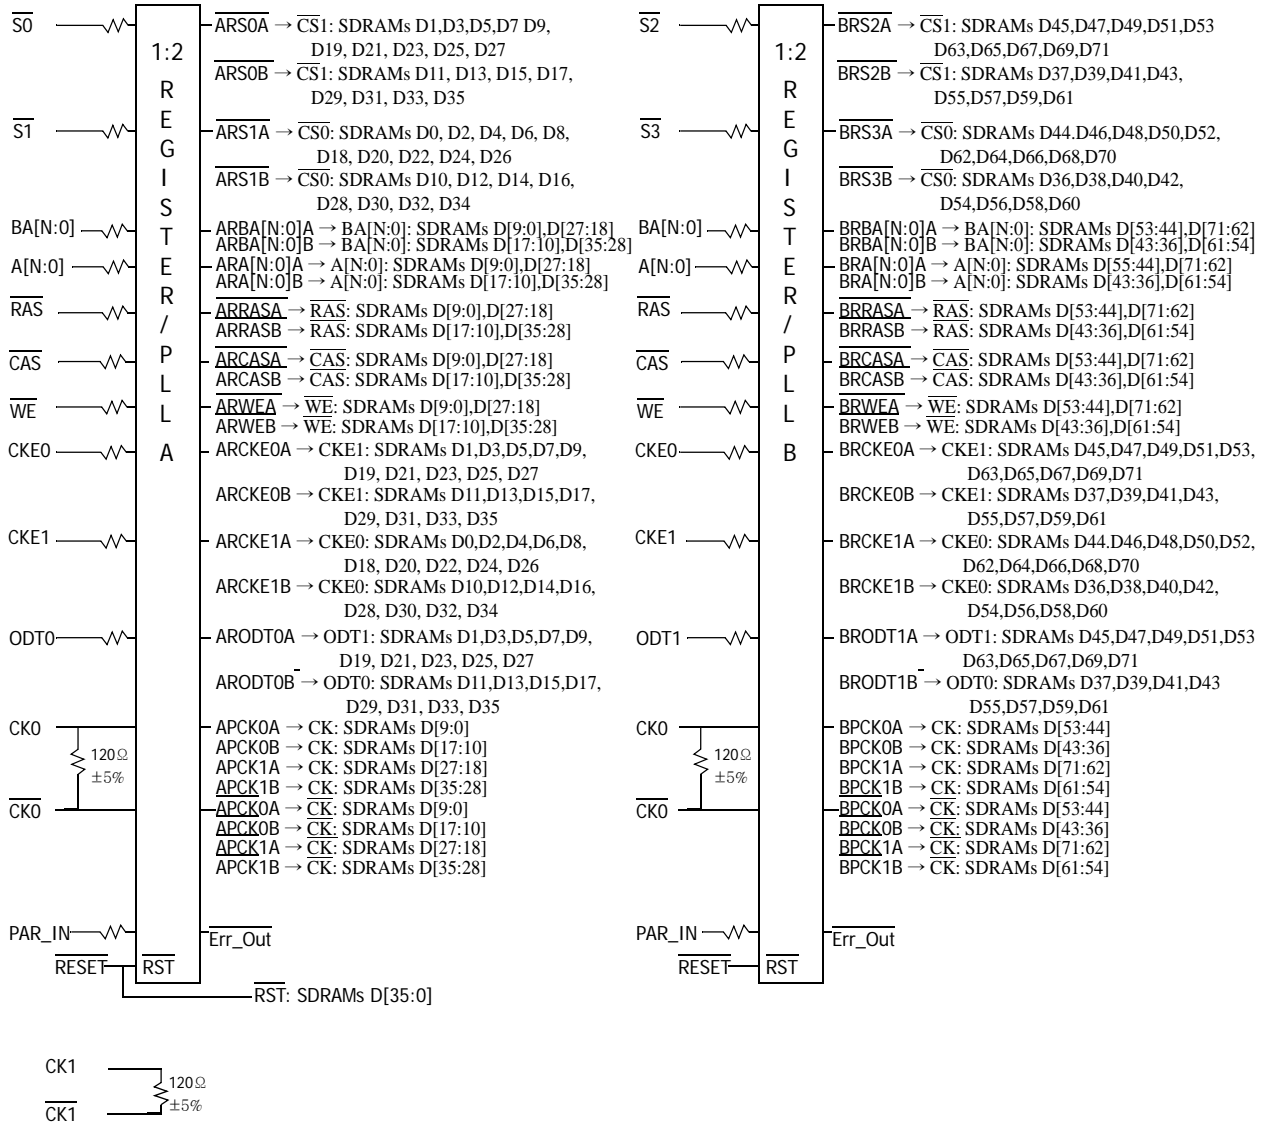 S0
ARS0A → CS1: SDRAMs D1,D3,D5,D7 D9,
D19, D21, D23, D25, D27
ARS0B → CS1: SDRAMs D11, D13, D15, D17,
D29, D31, D33, D35
S1
ARS1A → CS0: SDRAMs D0, D2, D4, D6, D8,
D18, D20, D22, D24, D26
ARS1B → CS0: SDRAMs D10, D12, D14, D16,
D28, D30, D32, D34
BA[N:0]
ARBA[N:0]A → BA[N:0]: SDRAMs D[9:0],D[27:18]
ARBA[N:0]B → BA[N:0]: SDRAMs D[17:10],D[35:28]
A[N:0]
ARA[N:0]A → A[N:0]: SDRAMs D[9:0],D[27:18]
ARA[N:0]B → A[N:0]: SDRAMs D[17:10],D[35:28]
RAS
ARRASA → RAS: SDRAMs D[9:0],D[27:18]
ARRASB → RAS: SDRAMs D[17:10],D[35:28]
CAS
ARCASA → CAS: SDRAMs D[9:0],D[27:18]
ARCASB → CAS: SDRAMs D[17:10],D[35:28]
WE
ARWEA → WE: SDRAMs D[9:0],D[27:18]
ARWEB → WE: SDRAMs D[17:10],D[35:28]
CKE0
ARCKE0A → CKE1: SDRAMs D1,D3,D5,D7,D9,
D19, D21, D23, D25, D27
ARCKE0B → CKE1: SDRAMs D11,D13,D15,D17,
D29, D31, D33, D35
CKE1
ARCKE1A → CKE0: SDRAMs D0,D2,D4,D6,D8,
D18, D20, D22, D24, D26
ARCKE1B → CKE0: SDRAMs D10,D12,D14,D16,
D28, D30, D32, D34
ODT0
ARODT0A → ODT1: SDRAMs D1,D3,D5,D7,D9,
D19, D21, D23, D25, D27
ARODT0B → ODT0: SDRAMs D11,D13,D15,D17,
D29, D31, D33, D35
CK0
120Ω
±5%
CK0
APCK0A → CK: SDRAMs D[9:0]
APCK0B → CK: SDRAMs D[17:10]
APCK1A → CK: SDRAMs D[27:18]
APCK1B → CK: SDRAMs D[35:28]
APCK0A → CK: SDRAMs D[9:0]
APCK0B → CK: SDRAMs D[17:10]
APCK1A → CK: SDRAMs D[27:18]
APCK1B → CK: SDRAMs D[35:28]
PAR_IN
Err_Out
RESET
RST
RST: SDRAMs D[35:0]
1:2
REGISTER/PLL
A
CK1
120Ω
±5%
CK1
S2
BRS2A → CS1: SDRAMs D45,D47,D49,D51,D53
D63,D65,D67,D69,D71
BRS2B → CS1: SDRAMs D37,D39,D41,D43,
D55,D57,D59,D61
S3
BRS3A → CS0: SDRAMs D44.D46,D48,D50,D52,
D62,D64,D66,D68,D70
BRS3B → CS0: SDRAMs D36,D38,D40,D42,
D54,D56,D58,D60
BA[N:0]
BRBA[N:0]A → BA[N:0]: SDRAMs D[53:44],D[71:62]
BRBA[N:0]B → BA[N:0]: SDRAMs D[43:36],D[61:54]
A[N:0]
BRA[N:0]A → A[N:0]: SDRAMs D[55:44],D[71:62]
BRA[N:0]B → A[N:0]: SDRAMs D[43:36],D[61:54]
RAS
BRRASA → RAS: SDRAMs D[53:44],D[71:62]
BRRASB → RAS: SDRAMs D[43:36],D[61:54]
CAS
BRCASA → CAS: SDRAMs D[53:44],D[71:62]
BRCASB → CAS: SDRAMs D[43:36],D[61:54]
WE
BRWEA → WE: SDRAMs D[53:44],D[71:62]
BRWEB → WE: SDRAMs D[43:36],D[61:54]
CKE0
BRCKE0A → CKE1: SDRAMs D45,D47,D49,D51,D53,
D63,D65,D67,D69,D71
BRCKE0B → CKE1: SDRAMs D37,D39,D41,D43,
D55,D57,D59,D61
CKE1
BRCKE1A → CKE0: SDRAMs D44.D46,D48,D50,D52,
D62,D64,D66,D68,D70
BRCKE1B → CKE0: SDRAMs D36,D38,D40,D42,
D54,D56,D58,D60
ODT1
BRODT1A → ODT1: SDRAMs D45,D47,D49,D51,D53
D63,D65,D67,D69,D71
BRODT1B → ODT0: SDRAMs D37,D39,D41,D43
D55,D57,D59,D61
CK0
120Ω
±5%
CK0
BPCK0A → CK: SDRAMs D[53:44]
BPCK0B → CK: SDRAMs D[43:36]
BPCK1A → CK: SDRAMs D[71:62]
BPCK1B → CK: SDRAMs D[61:54]
BPCK0A → CK: SDRAMs D[53:44]
BPCK0B → CK: SDRAMs D[43:36]
BPCK1A → CK: SDRAMs D[71:62]
BPCK1B → CK: SDRAMs D[61:54]
PAR_IN
Err_Out
RESET
RST
1:2
REGISTER/PLL
B